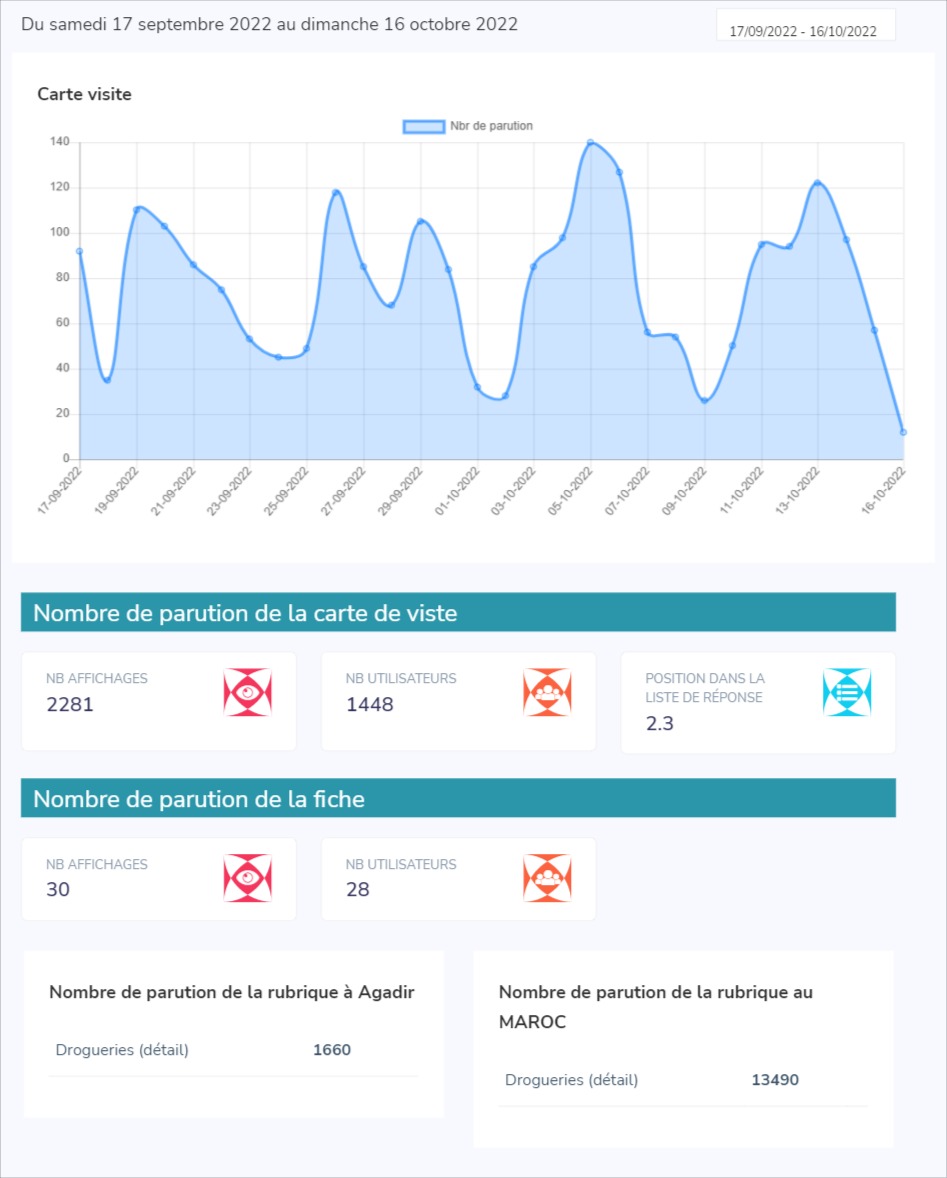 Du samedi 17 septembre 2022 au dimanche 16 octobre 2022
17/09/2022 - 16/10/2022
Carte visite
Nbr de parution
140
120
100
80
60
40
20
0
17-09-2022
19-09-2022
21-09-2022
23-09-2022
25-09-2022
27-09-2022
29-09-2022
01-10-2022
03-10-2022
05-10-2022
07-10-2022
09-10-2022
11-10-2022
13-10-2022
16-10-2022
Nombre de parution de la carte de viste
NB AFFICHAGES
2281
NB UTILISATEURS
1448
POSITION DANS LA
LISTE DE RÉPONSE
2.3
Nombre de parution de la fiche
NB AFFICHAGES
30
NB UTILISATEURS
28
Nombre de parution de la rubrique à Agadir
Drogueries (détail) 1660
Nombre de parution de la rubrique au
MAROC
Drogueries (détail) 13490